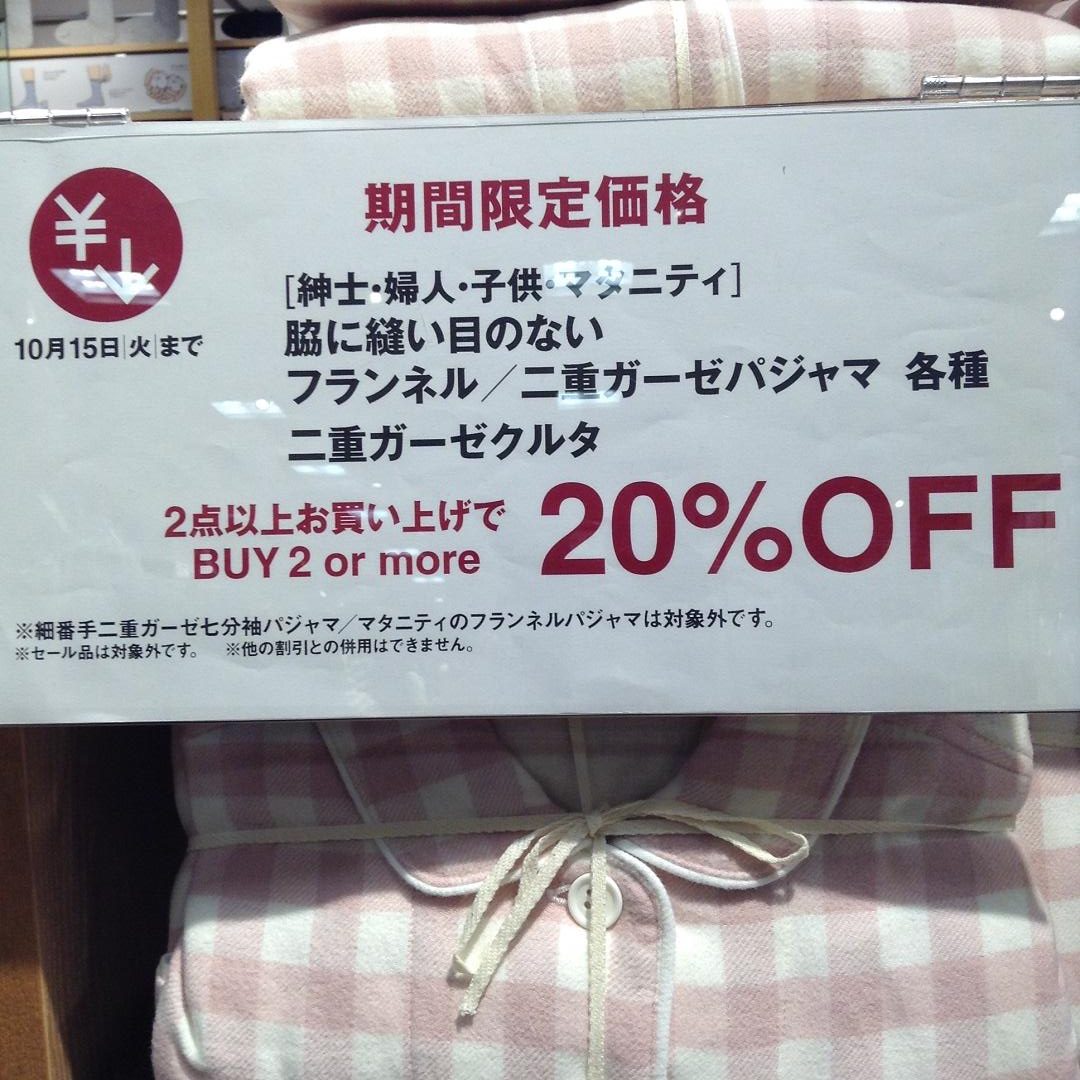 ¥
期間限定価格
10月15日|火|まで
[紳士・婦人・子供・マタニティ]
脇に縫い目のない
フランネル/二重ガーゼパジャマ 各種
二重ガーゼクルタ
2点以上お買い上げで
BUY 2 or more
20%OFF
※細番手二重ガーゼ七分袖パジャマ/マタニティのフランネルパジャマは対象外です。
※セール品は対象外です。 ※他の割引との併用はできません。